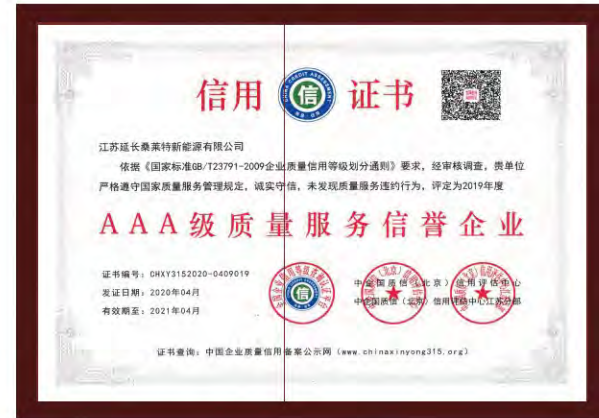 信用
CHINA CREDIT ASSESSMENT
信
证书
江苏延长桑莱特新能源有限公司
依据《国家标准GB/T23791-2009企业质量信用等级划分通则》要求，经审核调查，贵单位
严格遵守国家质量服务管理规定，诚实守信，未发现质量服务违约行为，评定为2019年度
AAA级质量服务信誉企业
证书编号：CHXY3152020-0409019
发证日期：2020年04月
有效期至：2021年04月
信
中企国质信（北京）信用评估中心
中企国质信（北京）信用评估中心江苏分部
证书查询：中国企业质量信用备案公示网（www.chinaxinyong315.org）